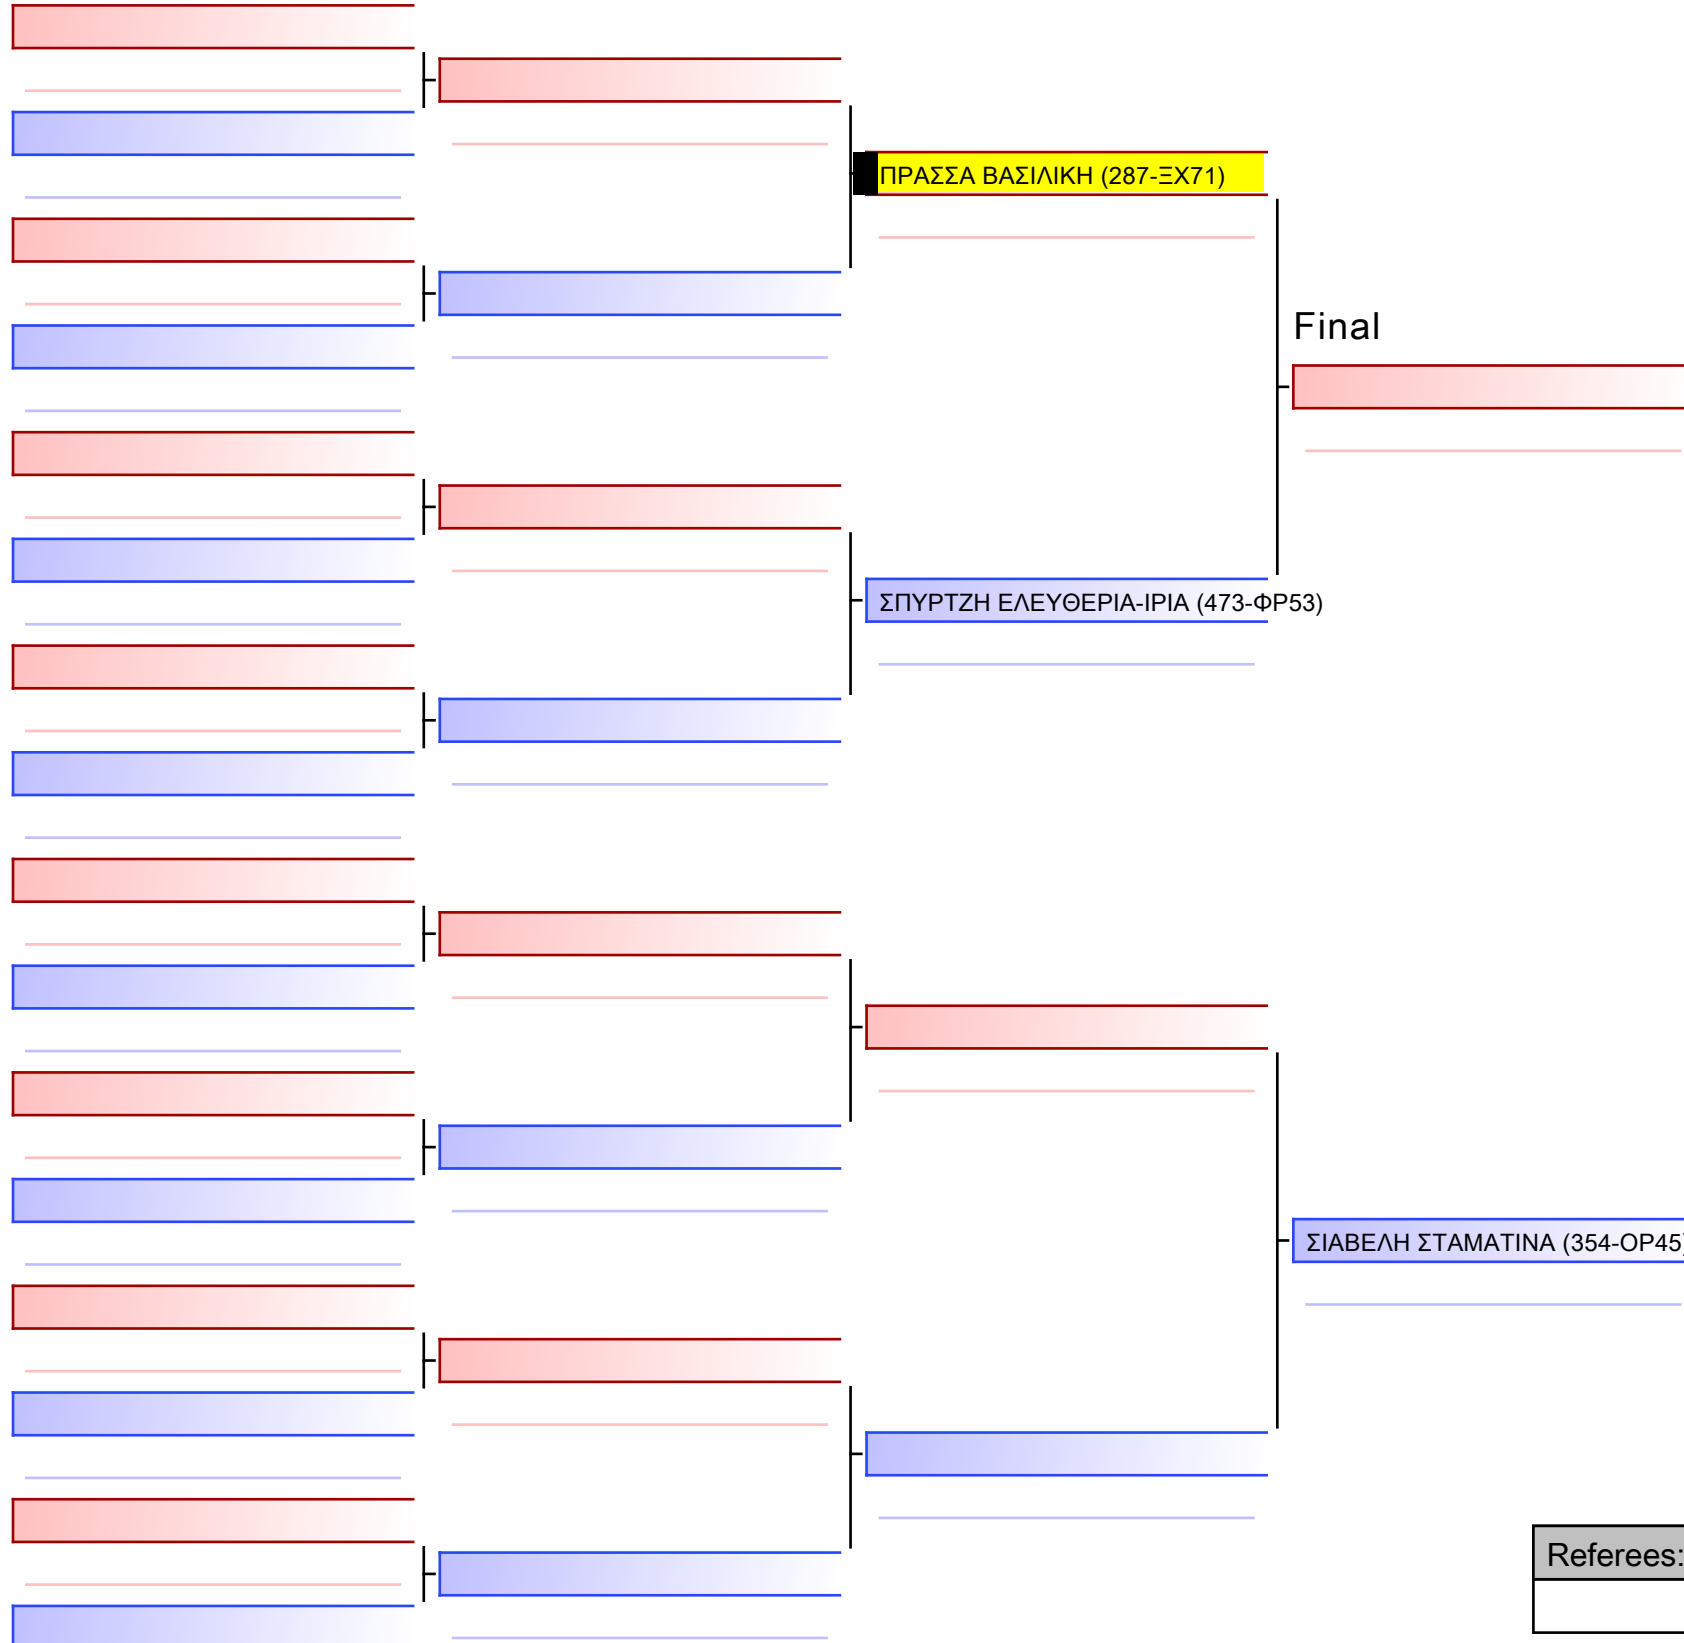 ΠΡΑΣΣΑ ΒΑΣΙΛΙΚΗ (287-ΞΧ71)
Final
ΣΠΥΡΤΖΗ ΕΛΕΥΘΕΡΙΑ-ΙΡΙΑ (473-ΦΡ53)
ΣΙΑΒΕΛΗ ΣΤΑΜΑΤΙΝΑ (354-ΟΡ45)
Referees: